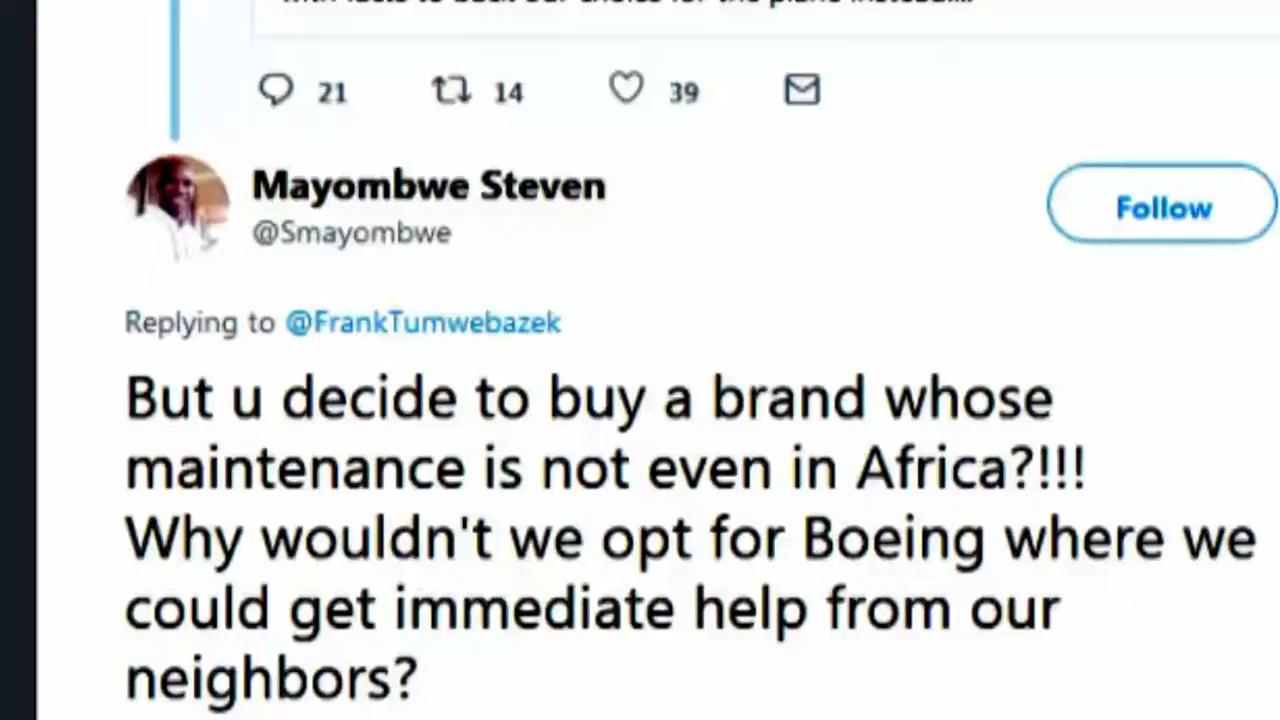 21 14 39
Mayombwe Steven
Follow
@Smayombwe
Replying to @FrankTumwebazek
But u decide to buy a brand whose
maintenance is not even in Africa?!!!
Why wouldn't we opt for Boeing where we
could get immediate help from our
neighbors?